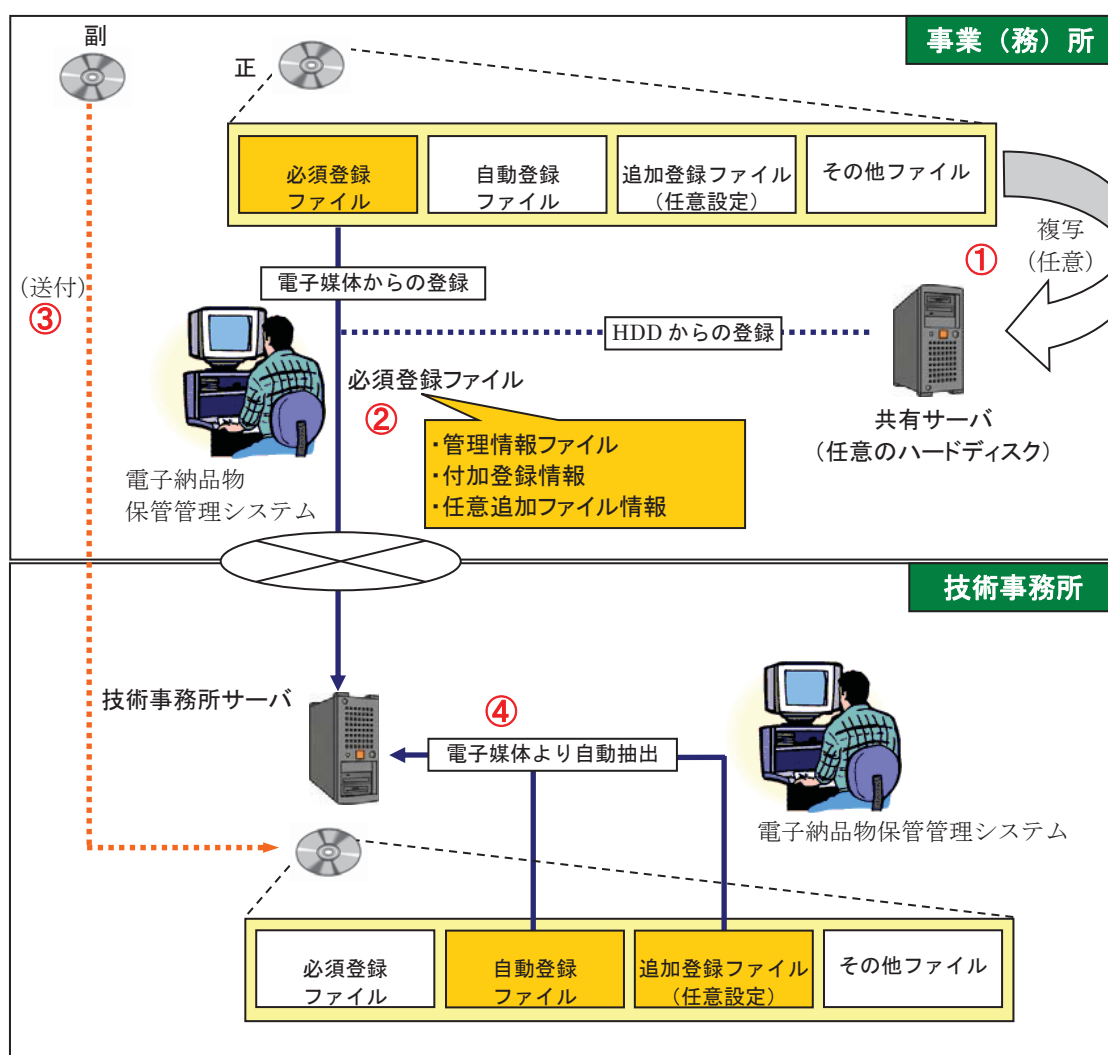 事業（務）所
副
正
必須登録
ファイル
自動登録
ファイル
追加登録ファイル
（任意設定）
その他ファイル
複写
（任意）
①
電子媒体からの登録
（送付）
③
HDD からの登録
必須登録ファイル
②
・管理情報ファイル
・付加登録情報
・任意追加ファイル情報
共有サーバ
（任意のハードディスク）
電子納品物
保管管理システム
技術事務所
技術事務所サーバ
④
電子媒体より自動抽出
電子納品物保管管理システム
必須登録
ファイル
自動登録
ファイル
追加登録ファイル
（任意設定）
その他ファイル